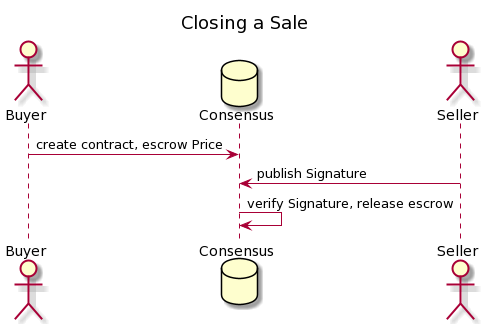 Closing a Sale
Buyer
Consensus
Seller
create contract, escrow Price
publish Signature
verify Signature, release escrow
Buyer
Consensus
Seller